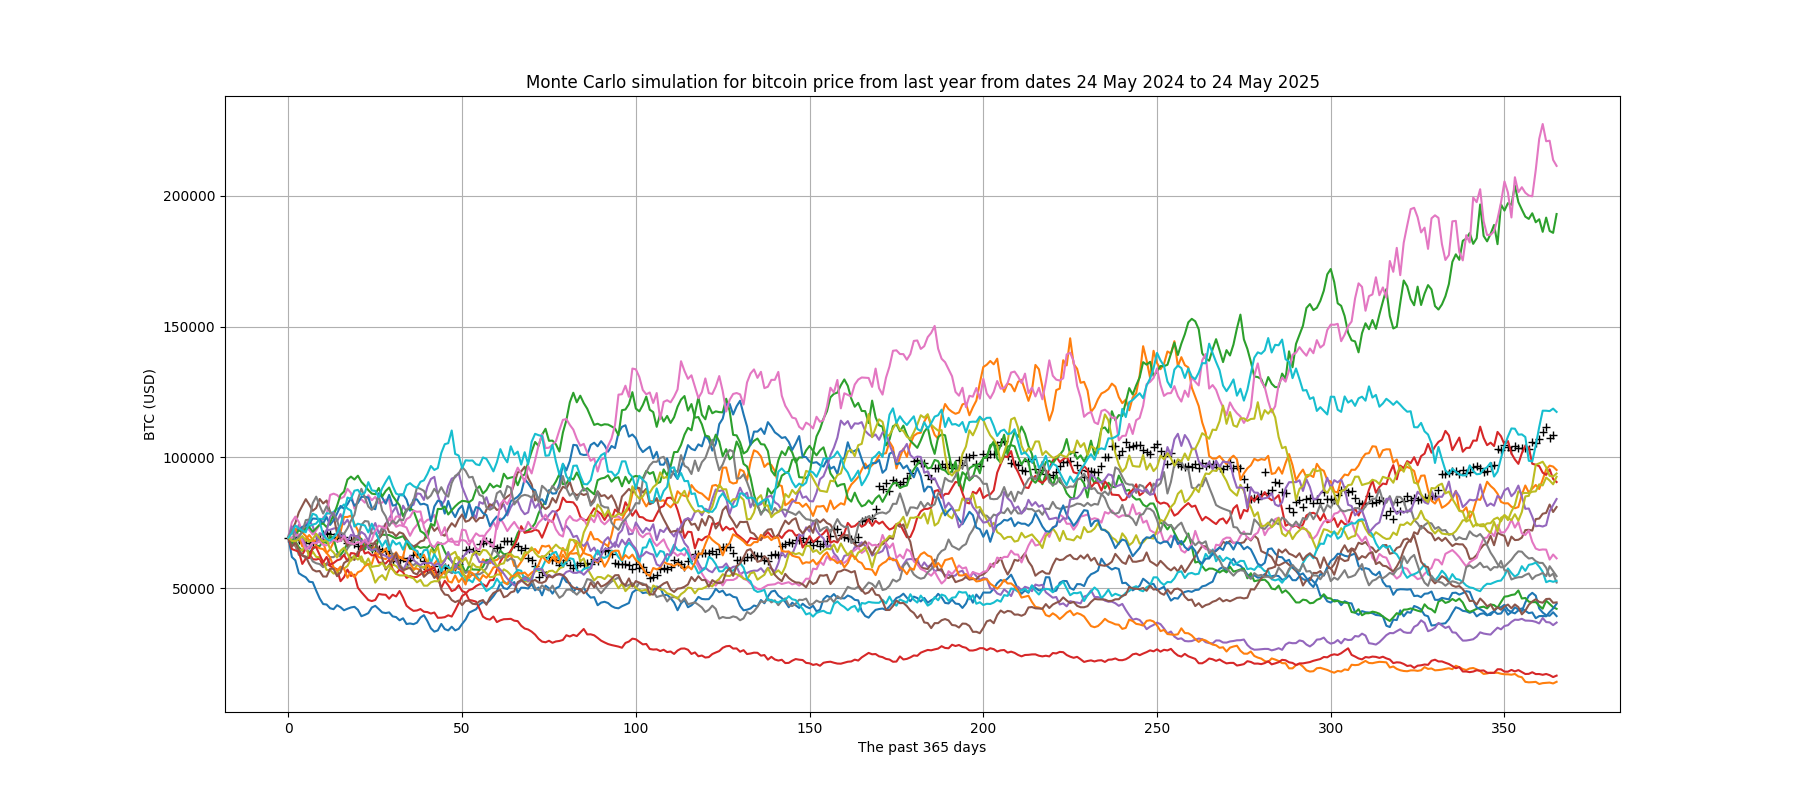 Monte Carlo simulation for bitcoin price from last year from dates 24 May 2024 to 24 May 2025
200000
150000
100000
50000
BTC (USD)
0 50 100 150 200 250 300 350
The past 365 days